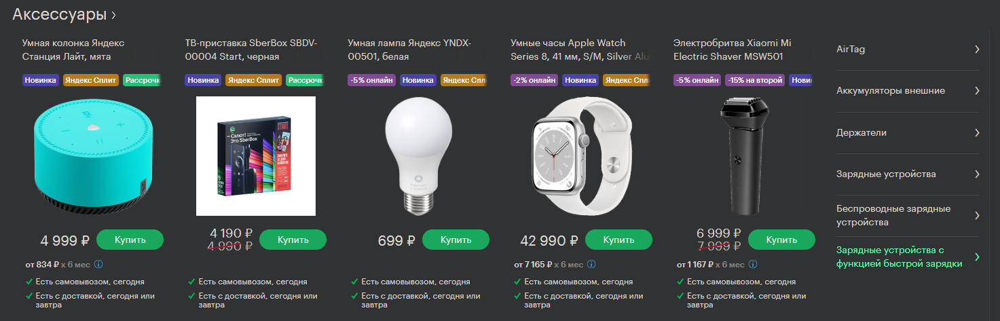 Аксессуары
Умная колонка Яндекс
Станция Лайт, мята
Новинка Яндекс Сплит Рассрочк
4 999 ₽ Купить
от 834 ₽ x 6 мес
Есть самовывозом, сегодня
Есть с доставкой, сегодня или
завтра
ТВ-приставка SberBox SBDV-
00004 Start, черная
Новинка Яндекс Сплит Рассрочк
START
Салют!
Это SberBox
4 190 ₽
4 990 ₽
Купить
Есть самовывозом, сегодня
Есть с доставкой, сегодня или
завтра
Умная лампа Яндекс YNDX-
00501, белая
-5% онлайн Новинка Яндекс Спл
699 ₽ Купить
Есть самовывозом, сегодня
Есть с доставкой, сегодня или
завтра
Умные часы Apple Watch
Series 8, 41 мм, S/M, Silver Alu
-2% онлайн Новинка Яндекс Спл
42 990 ₽ Купить
от 7 165 ₽ x 6 мес
Есть самовывозом, сегодня
Есть с доставкой, сегодня или
завтра
Электробритва Xiaomi Mi
Electric Shaver MSW501
-5% онлайн -15% на второй Нови
6 999 ₽
7 999 ₽
Купить
от 1 167 ₽ x 6 мес
Есть самовывозом, сегодня
Есть с доставкой, сегодня или
завтра
AirTag
Аккумуляторы внешние
Держатели
Зарядные устройства
Беспроводные зарядные
устройства
Зарядные устройства с
функцией быстрой зарядки